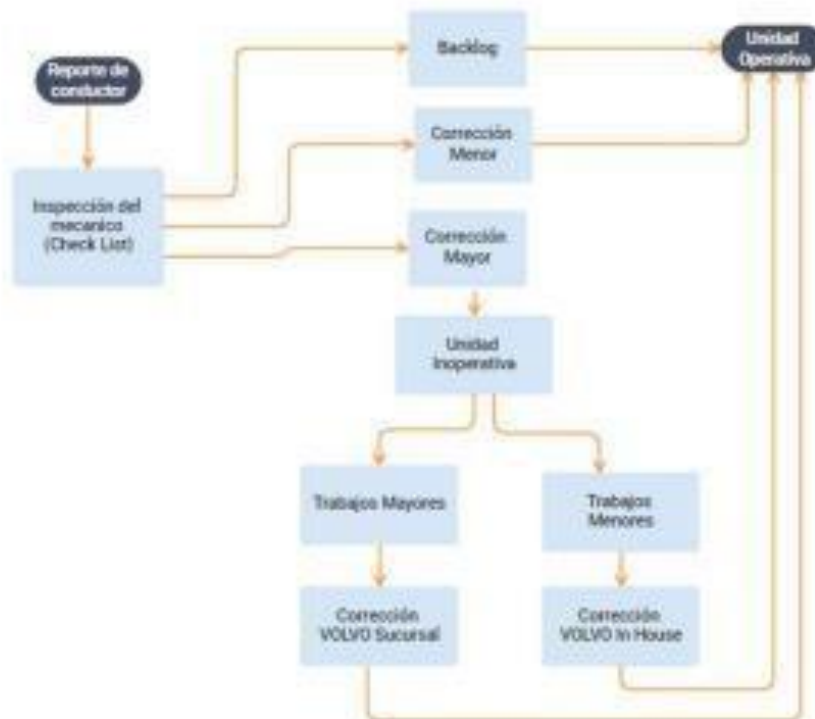 Reporte de
conductor
Backlog
Unidad
Operativa
Corrección
Menor
Inspección del
mecanico
(Check List)
Corrección
Mayor
Unidad
Inoperativa
Trabajos Mayores
Trabajos
Menores
Corrección
VOLVO Sucursal
Corrección
VOLVO In House